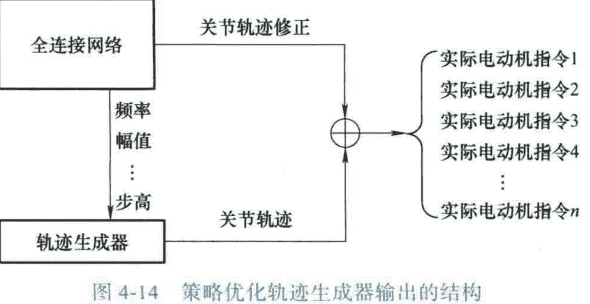 全连接网络
关节轨迹修正
频率
幅值
⋮
步高
轨迹生成器
关节轨迹
实际电动机指令1
实际电动机指令2
实际电动机指令3
实际电动机指令4
⋮
实际电动机指令n
图 4-14 策略优化轨迹生成器输出的结构